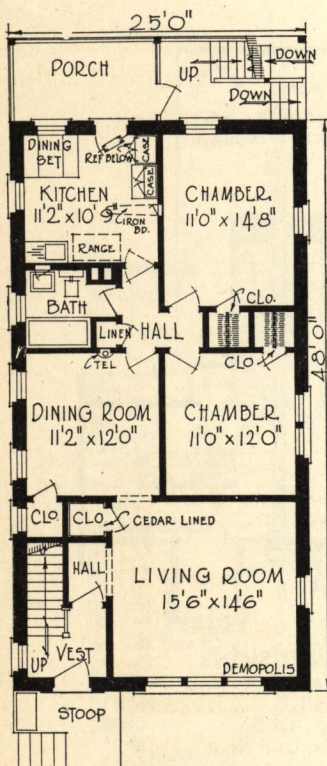 25'0"
PORCH
UP.
DOWN
DOWN
DINING
SET
REF BELOW
CASE
CASE
KITCHEN
11'2" x 10'9"
IRON
BD.
RANGE
CHAMBER
11'0" x 14'8"
BATH
LINEN
HALL
CLO.
CLO
TEL
48'0"
DINING ROOM
11'2" x 12'0"
CHAMBER
11'0" x 12'0"
CLO.
CLO.
CEDAR LINED
HALL
LIVING ROOM
15'6" x 14'6"
UP
VEST
DEMOPOLIS
STOOP